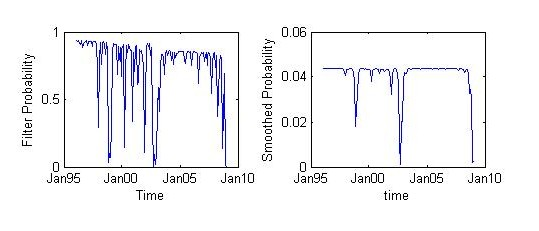 Filter Probability
1
0.5
0
Jan95 Jan00 Jan05 Jan10
Time
Smoothed Probability
0.06
0.04
0.02
0
Jan95 Jan00 Jan05 Jan10
time